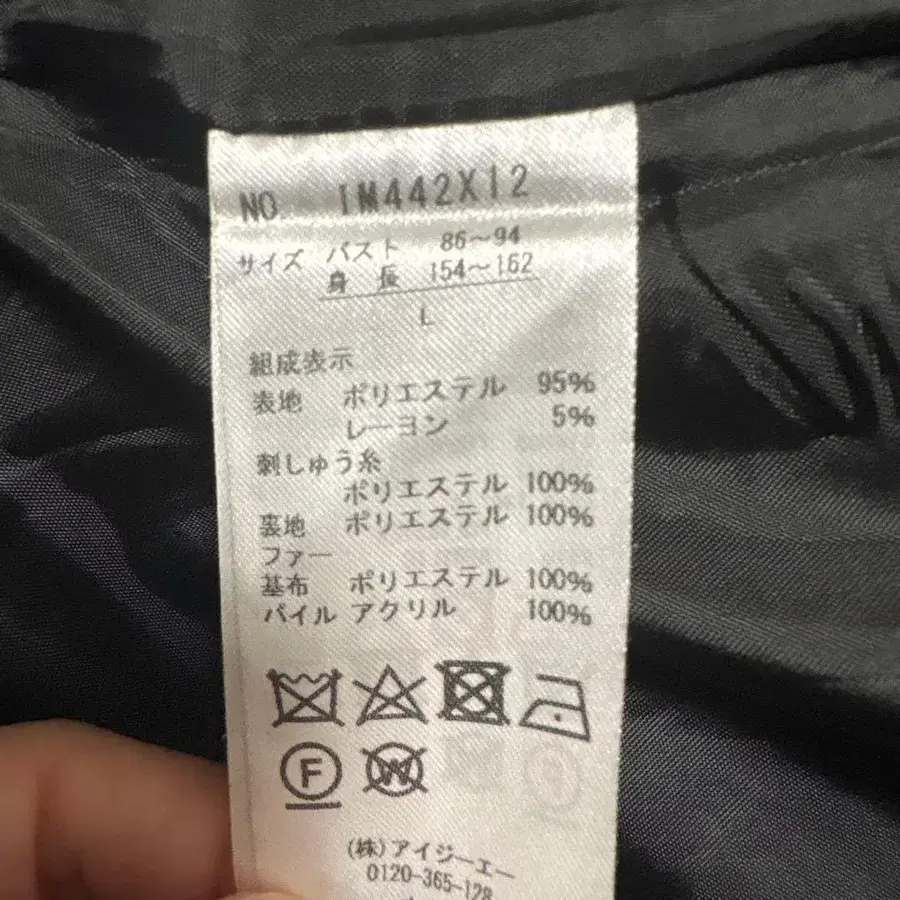 NO. IM442X12
サイズ バスト 86～94
身長 154～162
L
組成表示
表地 ポリエステル 95%
レーヨン 5%
刺しゅう糸
ポリエステル 100%
裏地 ポリエステル 100%
ファー
基布 ポリエステル 100%
パイル アクリル 100%
F W
(株)アイジーエー
0120-365-128